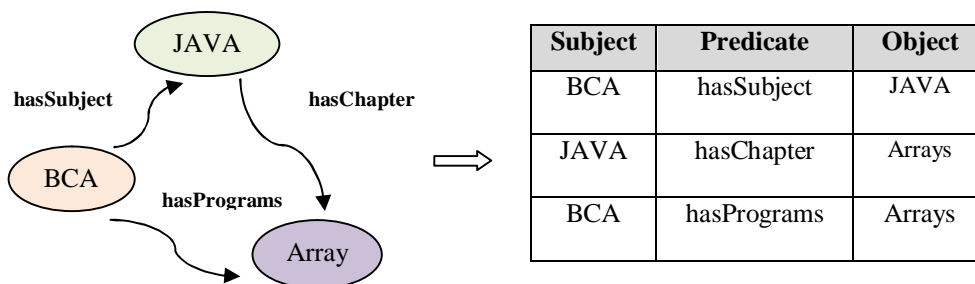 JAVA
hasSubject
hasChapter
BCA
hasPrograms
Array
Subject Predicate Object
BCA hasSubject JAVA
JAVA hasChapter Arrays
BCA hasPrograms Arrays